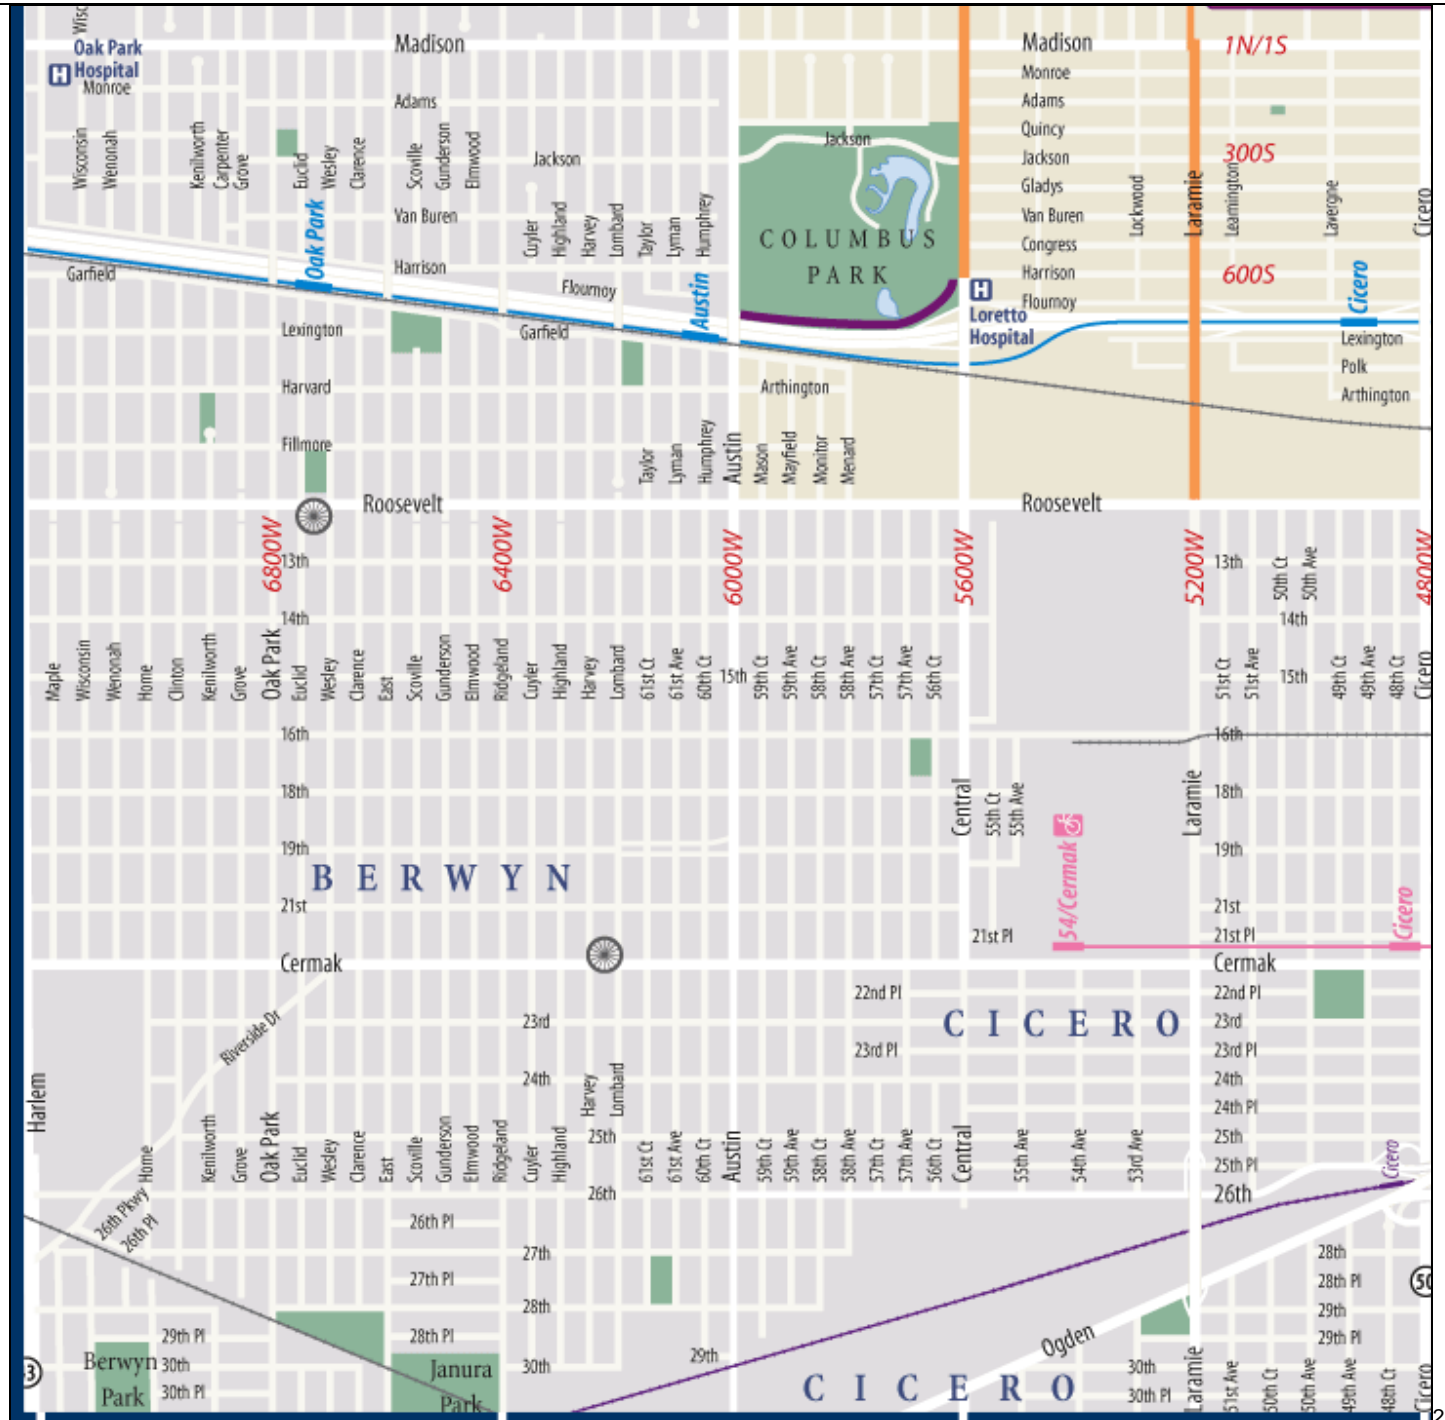 Wisc
Oak Park
Hospital
H
Monroe
Madison
Adams
Wisconsin
Wenonah
Kenilworth
Carpenter
Grove
Euclid
Wesley
Clarence
Scoville
Gunderson
Elmwood
Jackson
Van Buren
Harrison
Cuyler
Highland
Harvey
Lombard
Taylor
Lyman
Humphrey
Flournoy
Garfield
Oak Park
Austin
Garfield
Lexington
Harvard
Fillmore
Jackson
COLUMBUS
PARK
H
Loretto
Hospital
Madison
Monroe
Adams
Quincy
Jackson
Gladys
Van Buren
Congress
Harrison
Flournoy
1N/1S
300S
600S
Lockwood
Laramie
Leamington
Lavergne
Cicero
Cicero
Lexington
Polk
Arthington
Arthington
Taylor
Lyman
Humphrey
Austin
Mason
Mayfield
Monitor
Menard
Roosevelt
Roosevelt
6800W
6400W
6000W
5600W
5200W
4800W
13th
13th
50th Ct
50th Ave
14th
14th
Maple
Wisconsin
Wenonah
Home
Clinton
Kenilworth
Grove
Oak Park
Euclid
Wesley
Clarence
East
Scoville
Gunderson
Elmwood
Ridgeland
Cuyler
Highland
Harvey
Lombard
61st Ct
61st Ave
60th Ct
15th
59th Ct
59th Ave
58th Ct
58th Ave
57th Ct
57th Ave
56th Ct
51st Ct
51st Ave
15th
49th Ct
49th Ave
48th Ct
Cicero
16th
16th
18th
18th
Central
55th Ct
55th Ave
Laramie
19th
19th
BERWYN
54/Cermak
Cicero
21st
21st
21st Pl
21st Pl
Cermak
Cermak
22nd Pl
22nd Pl
Riverside Dr
23rd
CICERO
23rd
23rd Pl
23rd Pl
24th
24th
24th Pl
Harlem
Harvey
Lombard
25th
25th
25th Pl
Home
Kenilworth
Grove
Oak Park
Euclid
Wesley
Clarence
East
Scoville
Gunderson
Elmwood
Ridgeland
Cuyler
Highland
61st Ct
61st Ave
60th Ct
Austin
59th Ct
59th Ave
58th Ct
58th Ave
57th Ct
57th Ave
56th Ct
Central
55th Ave
54th Ave
53rd Ave
Cicero
26th
26th
26th Pkwy
26th Pl
26th Pl
27th
28th
27th Pl
28th Pl
50
28th
29th
29th Pl
28th Pl
29th Pl
Ogden
29th
Berwyn
Park
30th
30th Pl
Janura
Park
30th
30th
30th Pl
CICERO
Laramie
51st Ave
50th Ct
50th Ave
49th Ave
48th Ct
Cicero
3
2